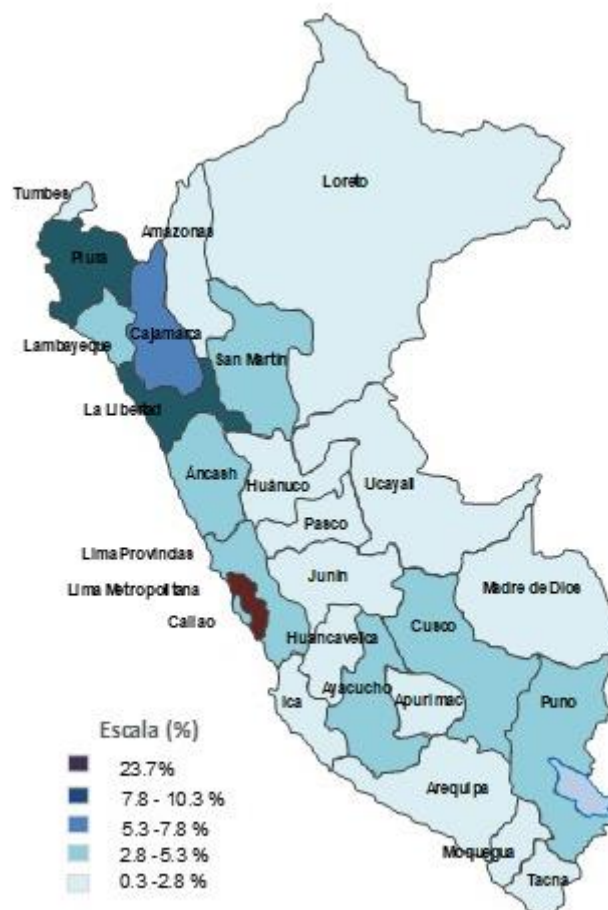 Loreto
Tumbes
Amazonas
Piura
Cajamarca
Lambayeque
San Martín
La Libertad
Áncash
Huánuco
Ucayali
Pasco
Lima Provincias
Junín
Lima Metropolitana
Madre de Dios
Callao
Huancavelica
Cusco
Ica
Ayacucho
Apurímac
Puno
Arequipa
Moquegua
Tacna
Escala (%)
23.7%
7.8 - 10.3 %
5.3 -7.8 %
2.8 -5.3 %
0.3 -2.8 %